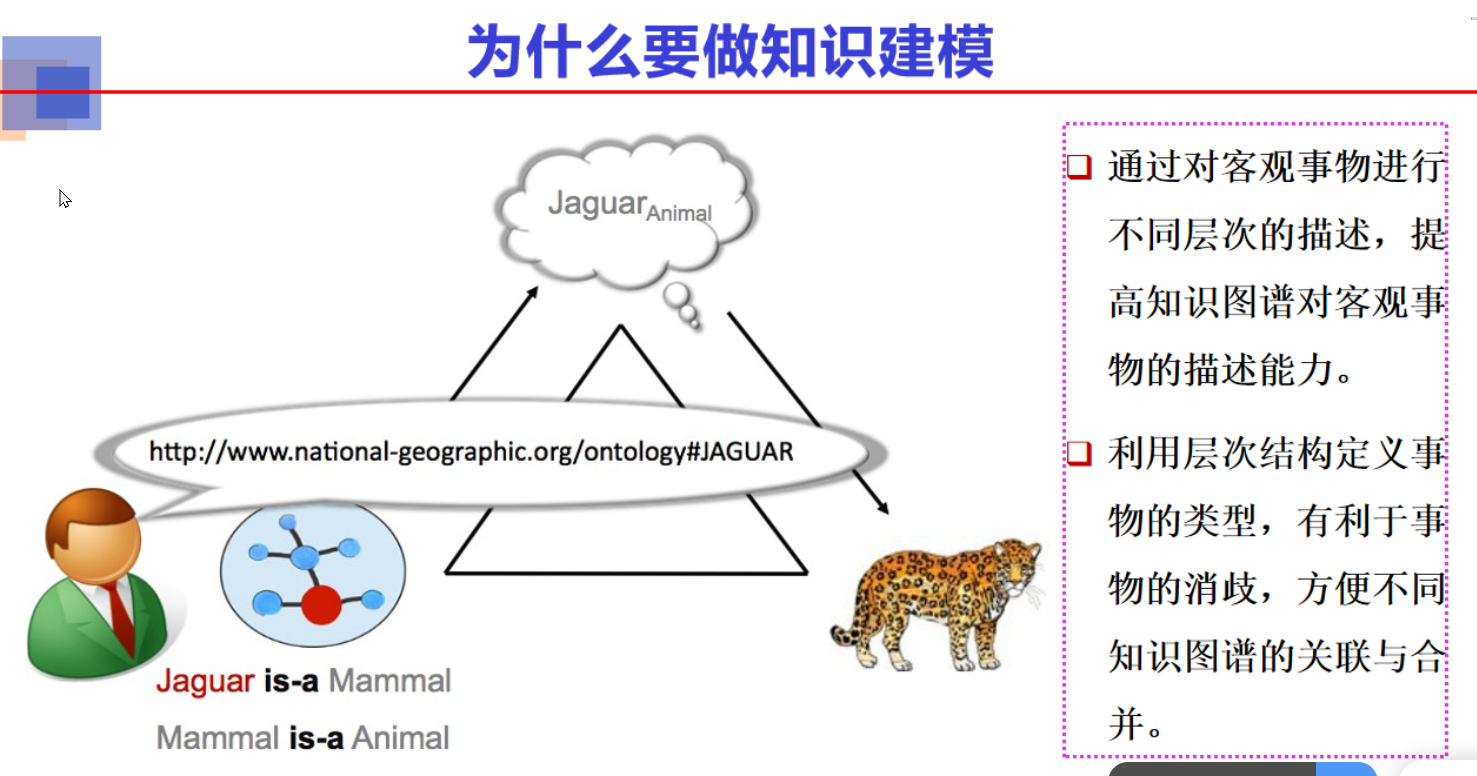 为什么要做知识建模
Jaguar Animal
http://www.national-geographic.org/ontology#JAGUAR
Jaguar is-a Mammal
Mammal is-a Animal
通过对客观事物进行
不同层次的描述，提
高知识图谱对客观事
物的描述能力。
利用层次结构定义事
物的类型，有利于事
物的消歧，方便不同
知识图谱的关联与合
并。